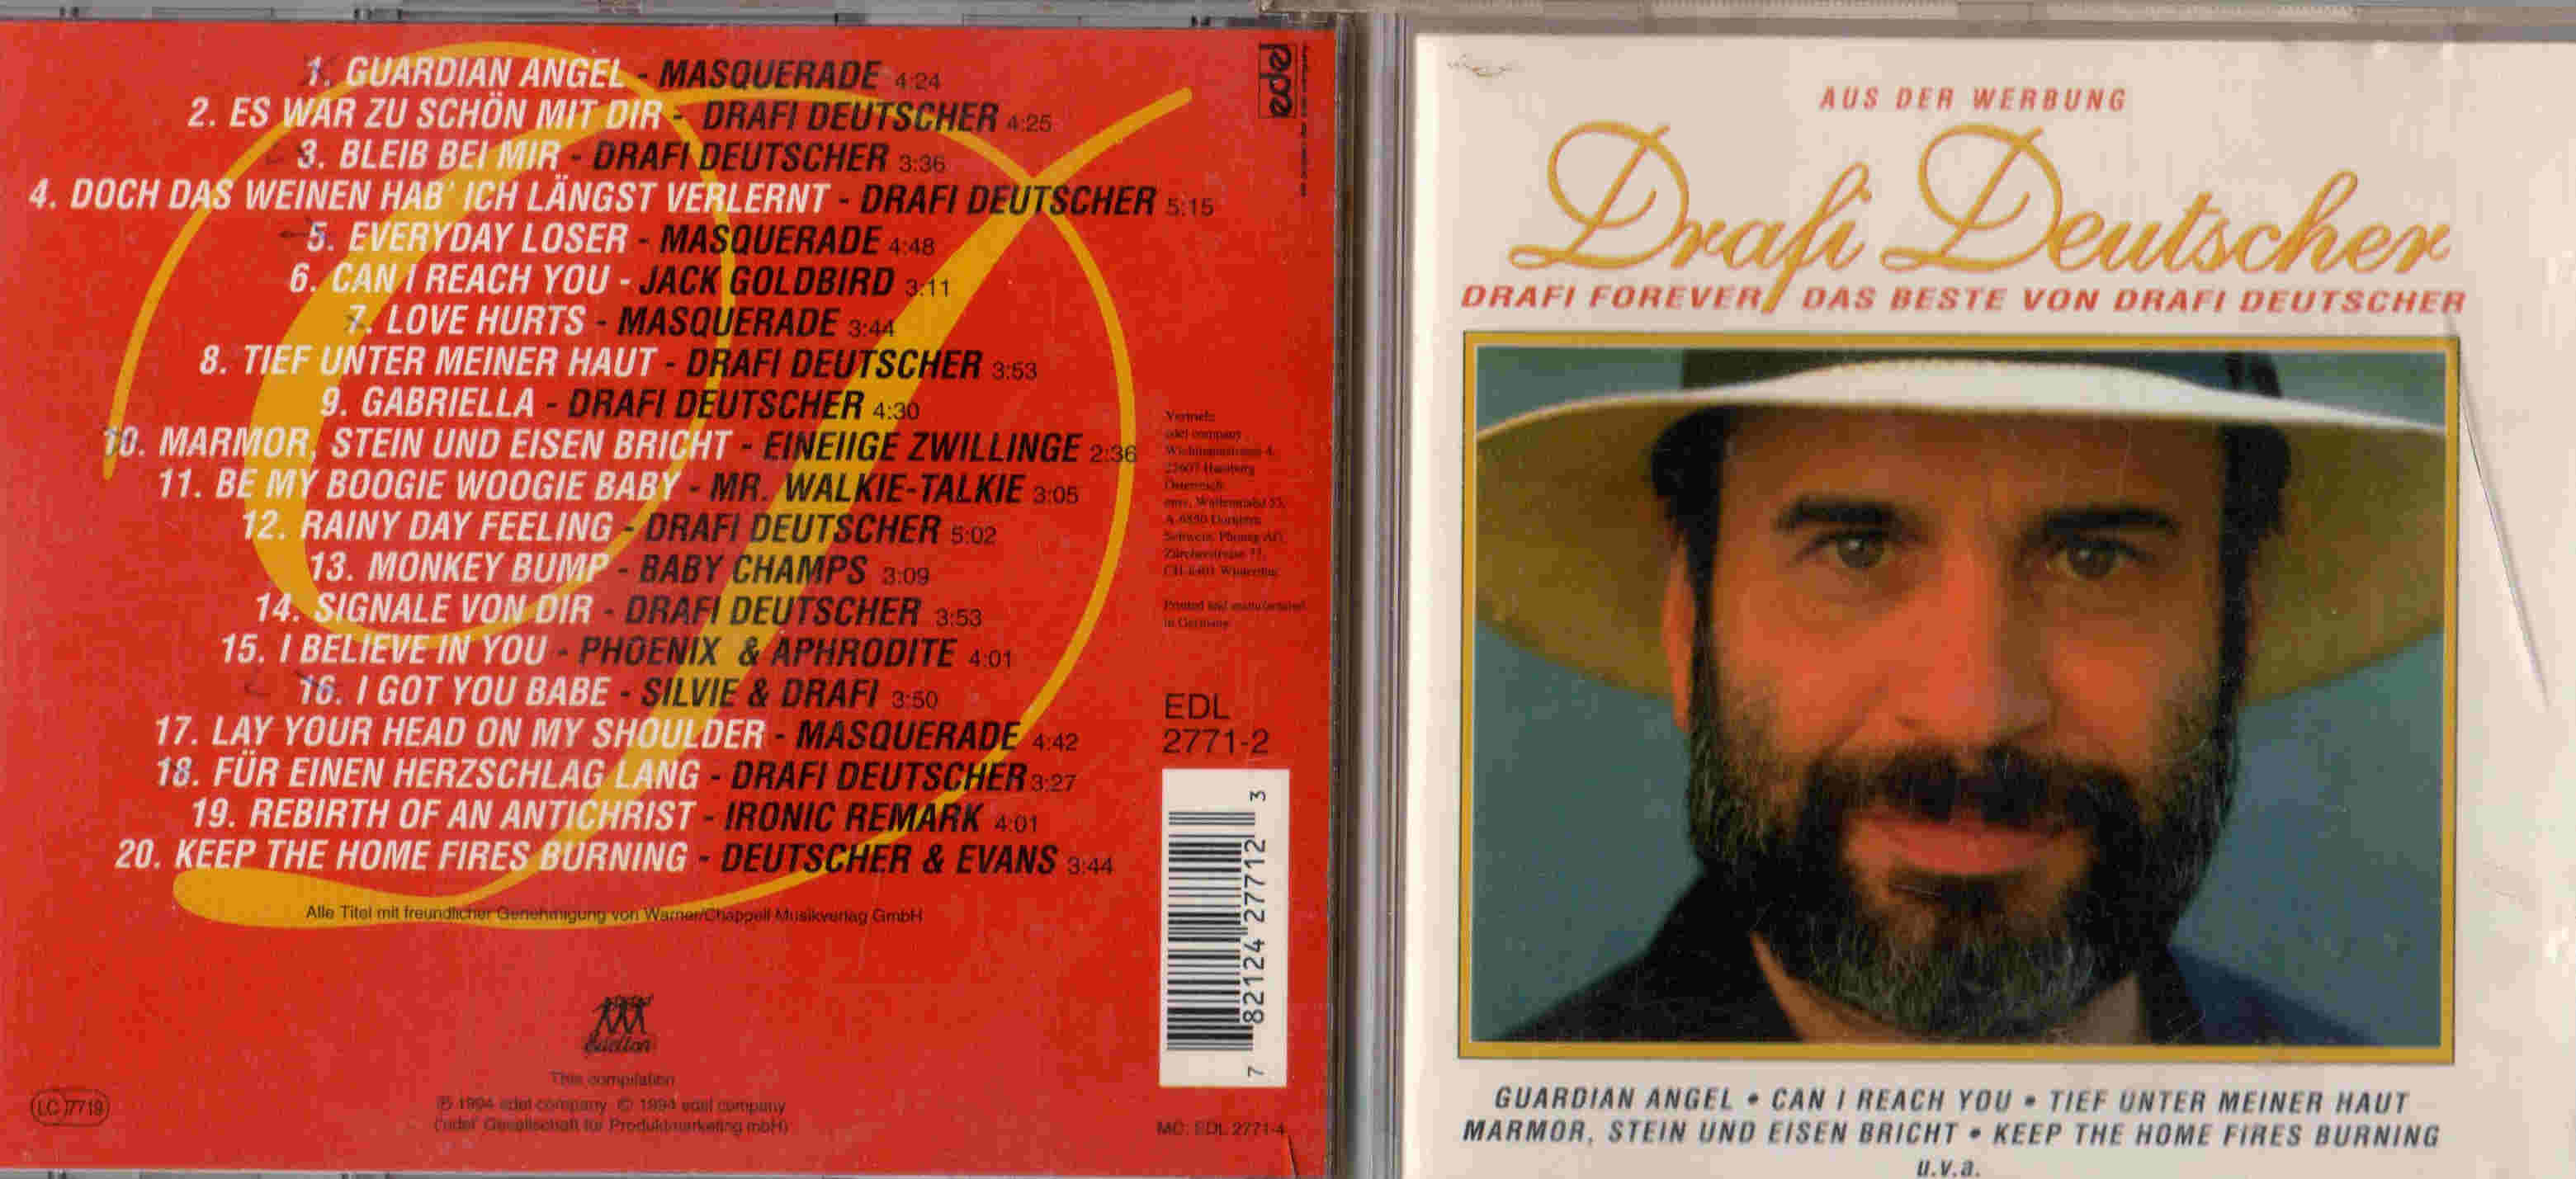 1. GUARDIAN ANGEL - MASQUERADE 4:24
2. ES WAR ZU SCHÖN MIT DIR - DRAFI DEUTSCHER 4:25
3. BLEIB BEI MIR - DRAFI DEUTSCHER 3:36
4. DOCH DAS WEINEN HAB' ICH LÄNGST VERLERNT - DRAFI DEUTSCHER 5:15
5. EVERYDAY LOSER - MASQUERADE 4:48
6. CAN I REACH YOU - JACK GOLDBIRD 3:11
7. LOVE HURTS - MASQUERADE 3:44
8. TIEF UNTER MEINER HAUT - DRAFI DEUTSCHER 3:53
9. GABRIELLA - DRAFI DEUTSCHER 4:30
10. MARMOR, STEIN UND EISEN BRICHT - EINEIIGE ZWILLINGE 2:36
11. BE MY BOOGIE WOOGIE BABY - MR. WALKIE-TALKIE 3:05
12. RAINY DAY FEELING - DRAFI DEUTSCHER 5:02
13. MONKEY BUMP - BABY CHAMPS 3:09
14. SIGNALE VON DIR - DRAFI DEUTSCHER 3:53
15. I BELIEVE IN YOU - PHOENIX & APHRODITE 4:01
16. I GOT YOU BABE - SILVIE & DRAFI 3:50
17. LAY YOUR HEAD ON MY SHOULDER - MASQUERADE 4:42
18. FÜR EINEN HERZSCHLAG LANG - DRAFI DEUTSCHER 3:27
19. REBIRTH OF AN ANTICHRIST - IRONIC REMARK 4:01
20. KEEP THE HOME FIRES BURNING - DEUTSCHER & EVANS 3:44
Alle Titel mit freundlicher Genehmigung von Warner/Chappell Musikverlag GmbH
edel
Vertrieb:
edel company
22607 Hamburg
Österreich:
Printed and manufactured
in Germany
EDL
2771-2
7 82124 27712 3
edelton
This compilation
℗ 1994 edel company © 1994 edel company
("edel" Gesellschaft für Produktmarketing mbH)
LC 7719
MC: EDL 2771-4
AUS DER WERBUNG
Drafi Deutscher
DRAFI FOREVER/ DAS BESTE VON DRAFI DEUTSCHER
GUARDIAN ANGEL • CAN I REACH YOU • TIEF UNTER MEINER HAUT
MARMOR, STEIN UND EISEN BRICHT • KEEP THE HOME FIRES BURNING
u.v.a.